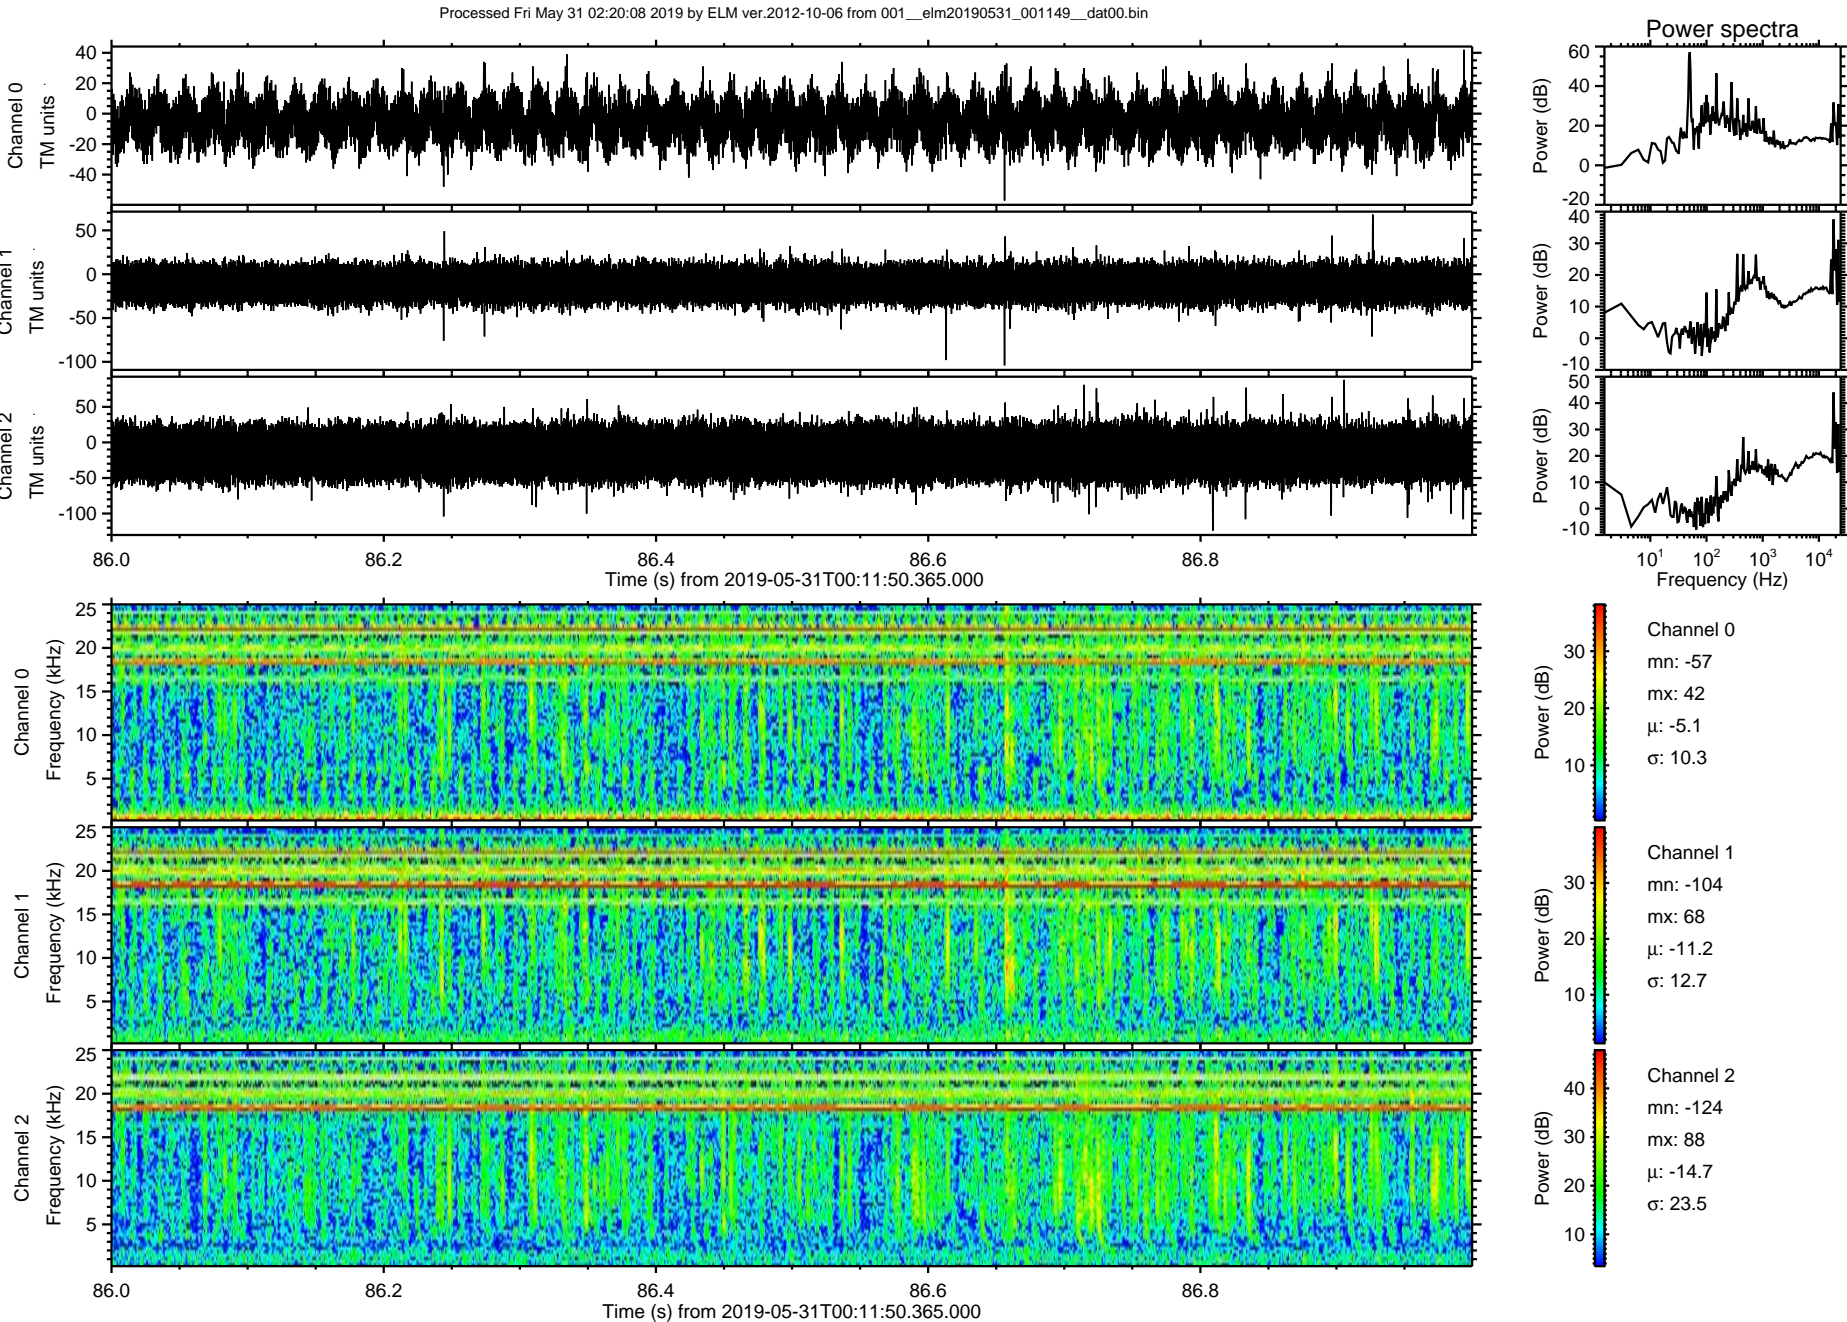 Processed Fri May 31 02:20:08 2019 by ELM ver.2012-10-06 from 001__elm20190531_001149__dat00.bin
Power spectra
Channel 0
TM units
40
20
0
-20
-40
Power (dB)
60
40
20
0
-20
Channel 1
TM units
50
0
-50
-100
Power (dB)
40
30
20
10
0
-10
Channel 2
TM units
50
0
-50
-100
Power (dB)
50
40
30
20
10
0
-10
86.0 86.2 86.4 86.6 86.8
Time (s) from 2019-05-31T00:11:50.365.000
10^1 10^2 10^3 10^4
Frequency (Hz)
Channel 0
Frequency (kHz)
25
20
15
10
5
Power (dB)
30
20
10
Channel 0
mn: -57
mx: 42
μ: -5.1
σ: 10.3
Channel 1
Frequency (kHz)
25
20
15
10
5
Power (dB)
30
20
10
Channel 1
mn: -104
mx: 68
μ: -11.2
σ: 12.7
Channel 2
Frequency (kHz)
25
20
15
10
5
Power (dB)
40
30
20
10
Channel 2
mn: -124
mx: 88
μ: -14.7
σ: 23.5
86.0 86.2 86.4 86.6 86.8
Time (s) from 2019-05-31T00:11:50.365.000